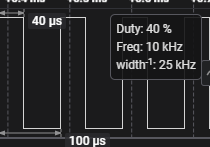 40 µs
Duty: 40 %
Freq: 10 kHz
width⁻¹: 25 kHz
100 µs